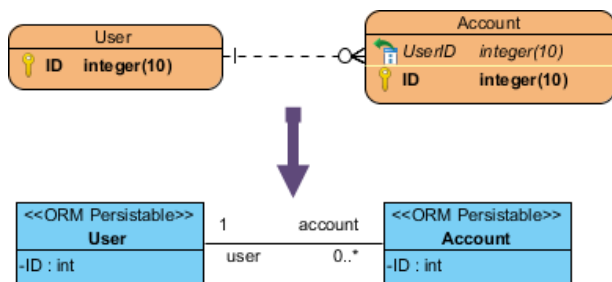 User
ID integer(10)
Account
UserID integer(10)
ID integer(10)
<<ORM Persistable>>
User
-ID : int
1 account
user 0..*
<<ORM Persistable>>
Account
-ID : int